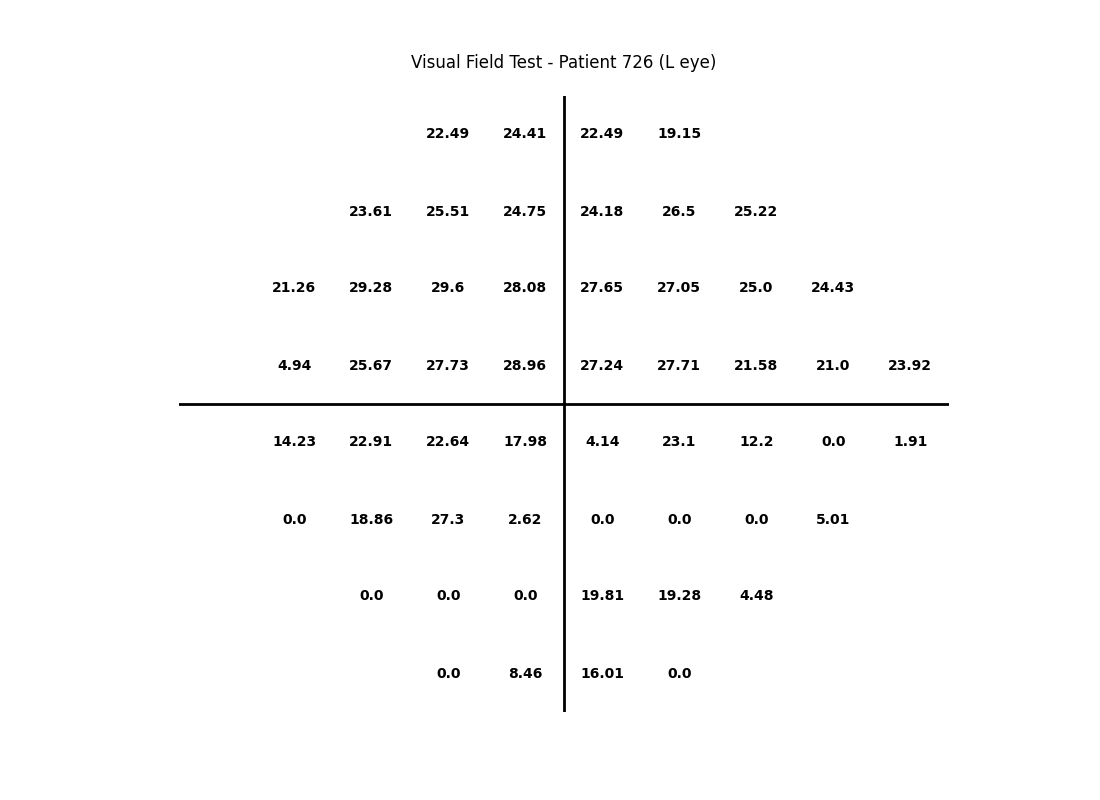 Visual Field Test - Patient 726 (L eye)
22.49 24.41 22.49 19.15
23.61 25.51 24.75 24.18 26.5 25.22
21.26 29.28 29.6 28.08 27.65 27.05 25.0 24.43
4.94 25.67 27.73 28.96 27.24 27.71 21.58 21.0 23.92
14.23 22.91 22.64 17.98 4.14 23.1 12.2 0.0 1.91
0.0 18.86 27.3 2.62 0.0 0.0 0.0 5.01
0.0 0.0 0.0 19.81 19.28 4.48
0.0 8.46 16.01 0.0